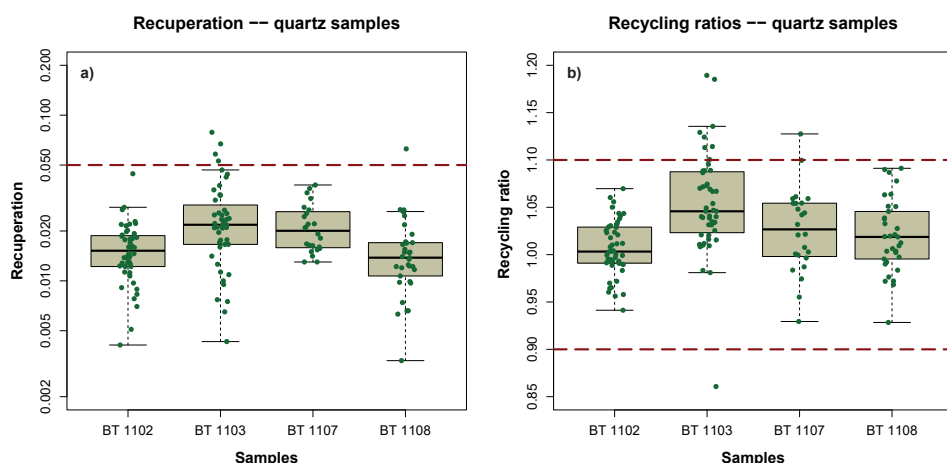 Recuperation −− quartz samples
a)
Recuperation
0.200
0.100
0.050
0.020
0.010
0.005
0.002
BT 1102 BT 1103 BT 1107 BT 1108
Samples
Recycling ratios −− quartz samples
b)
Recycling ratio
1.20
1.15
1.10
1.05
1.00
0.95
0.90
0.85
BT 1102 BT 1103 BT 1107 BT 1108
Samples